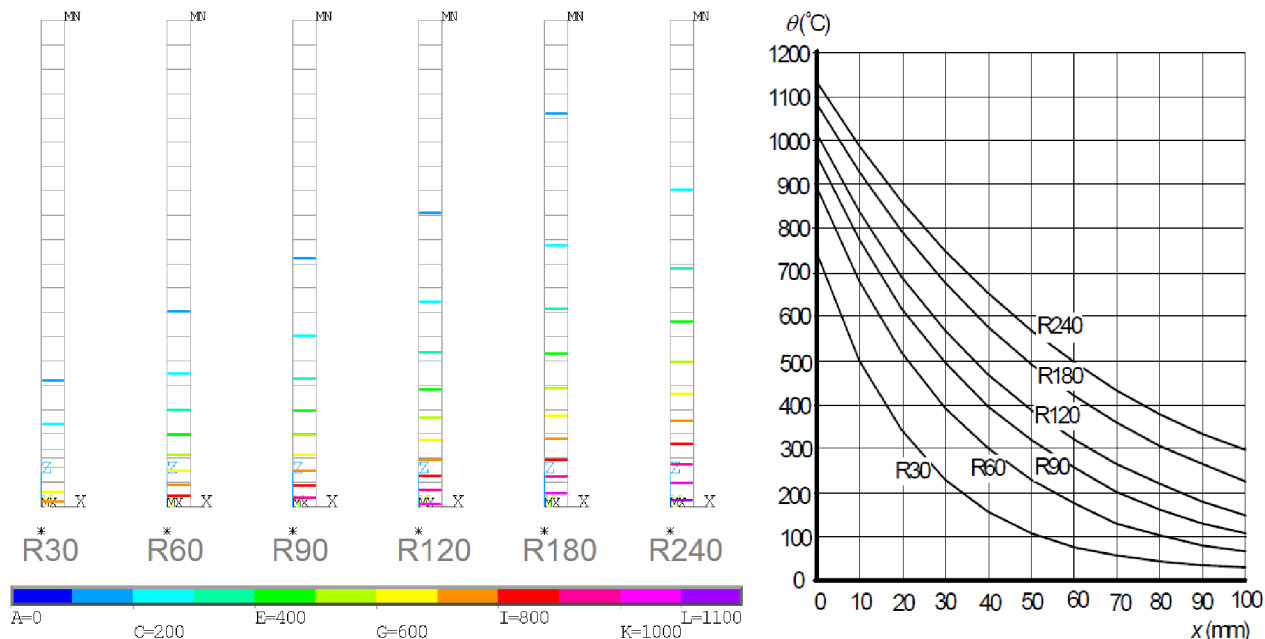 MN MN MN MN MN MN
Z Z Z Z Z Z
MX X MX X MX X MX X MX X MX X
* * * * * *
R30 R60 R90 R120 R180 R240
A=0 E=400 I=800 L=1100
C=200 G=600 K=1000
θ(°C)
1200
1100
1000
900
800
700
600
500
400
300
200
100
0
R240
R180
R120
R90
R60
R30
0 10 20 30 40 50 60 70 80 90 100
x(mm)